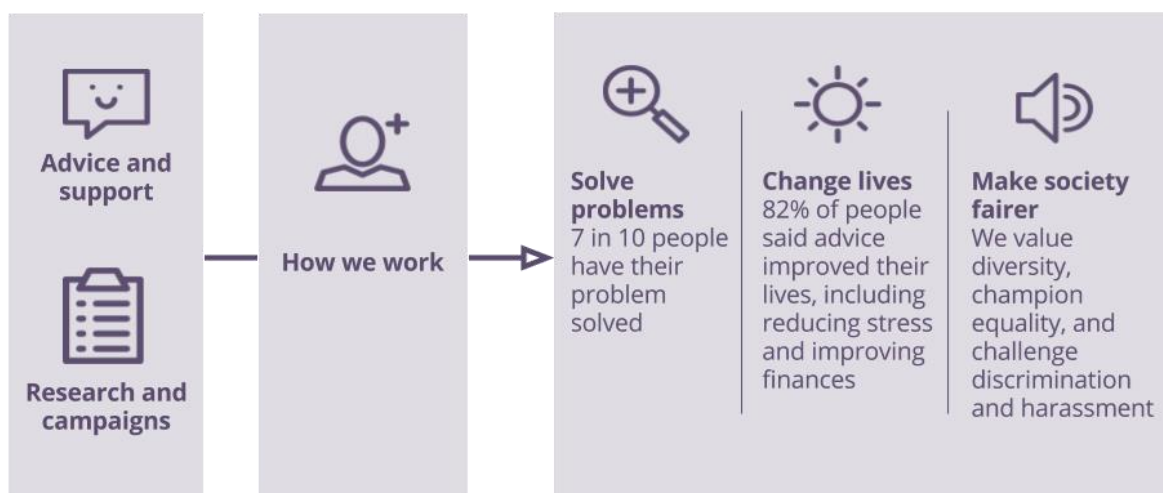 Advice and
support
Research and
campaigns
How we work
Solve
problems
7 in 10 people
have their
problem
solved
Change lives
82% of people
said advice
improved their
lives, including
reducing stress
and improving
finances
Make society
fairer
We value
diversity,
champion
equality, and
challenge
discrimination
and harassment